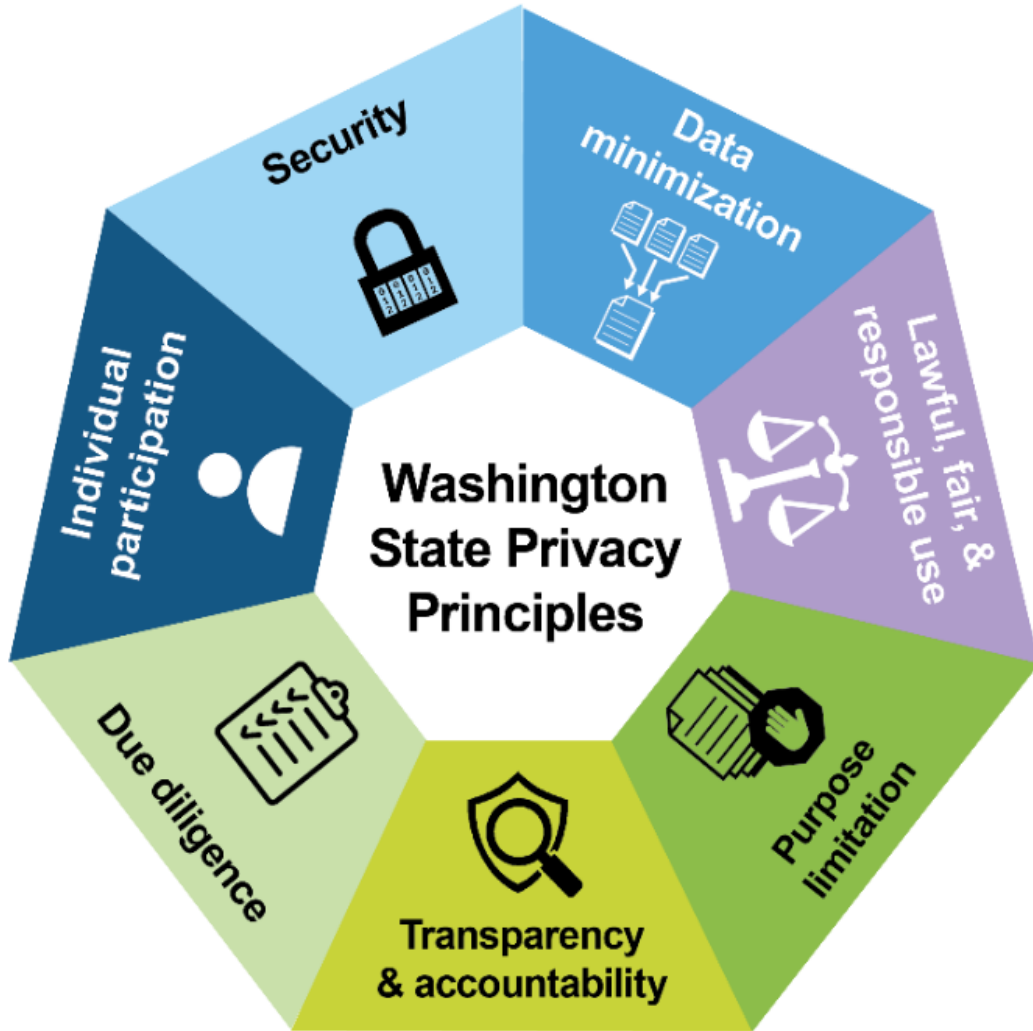 Washington
State Privacy
Principles
Data
minimization
Lawful, fair, &
responsible use
Purpose
limitation
Transparency
& accountability
Due diligence
Individual
participation
Security